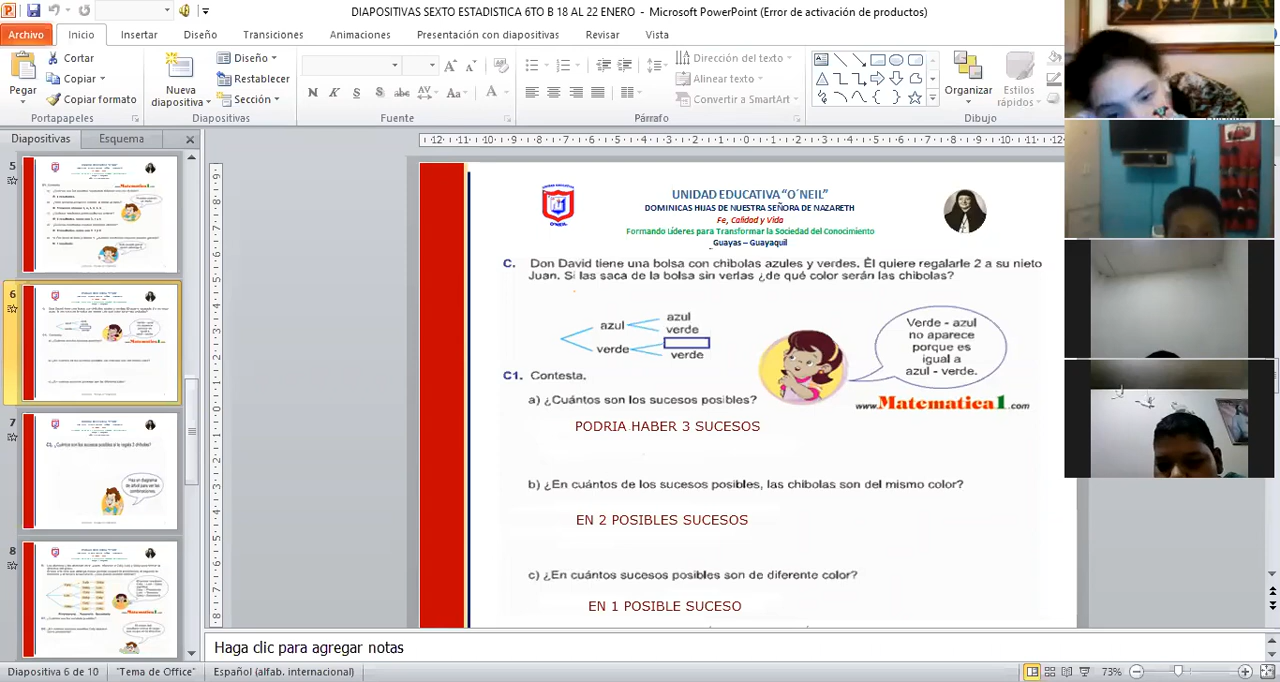 DIAPOSITIVAS SEXTO ESTADISTICA 6TO B 18 AL 22 ENERO - Microsoft PowerPoint (Error de activación de productos)
Archivo Inicio Insertar Diseño Transiciones Animaciones Presentación con diapositivas Revisar Vista
Pegar
Cortar
Copiar
Copiar formato
Portapapeles
Nueva diapositiva
Diseño
Restablecer
Sección
Diapositivas
N K S S abc AV Aa A
Fuente
Dirección del texto
Alinear texto
Convertir a SmartArt
Párrafo
Organizar
Estilos rápidos
Dibujo
Diapositivas Esquema
5
6
7
8
UNIDAD EDUCATIVA "O´NEIL"
DOMINICAS HIJAS DE NUESTRA SEÑORA DE NAZARETH
Fe, Calidad y Vida
Formando Líderes para Transformar la Sociedad del Conocimiento
Guayas – Guayaquil
C. Don David tiene una bolsa con chibolas azules y verdes. Él quiere regalarle 2 a su nieto
Juan. Si las saca de la bolsa sin verlas ¿de qué color serán las chibolas?
azul
azul
verde
verde
verde
Verde - azul
no aparece
porque es
igual a
azul - verde.
www.Matematica1.com
C1. Contesta.
a) ¿Cuántos son los sucesos posibles?
PODRIA HABER 3 SUCESOS
b) ¿En cuántos de los sucesos posibles, las chibolas son del mismo color?
EN 2 POSIBLES SUCESOS
c) ¿En cuántos sucesos posibles son de diferente color?
EN 1 POSIBLE SUCESO
Haga clic para agregar notas
Diapositiva 6 de 10 "Tema de Office" Español (alfab. internacional) 73%